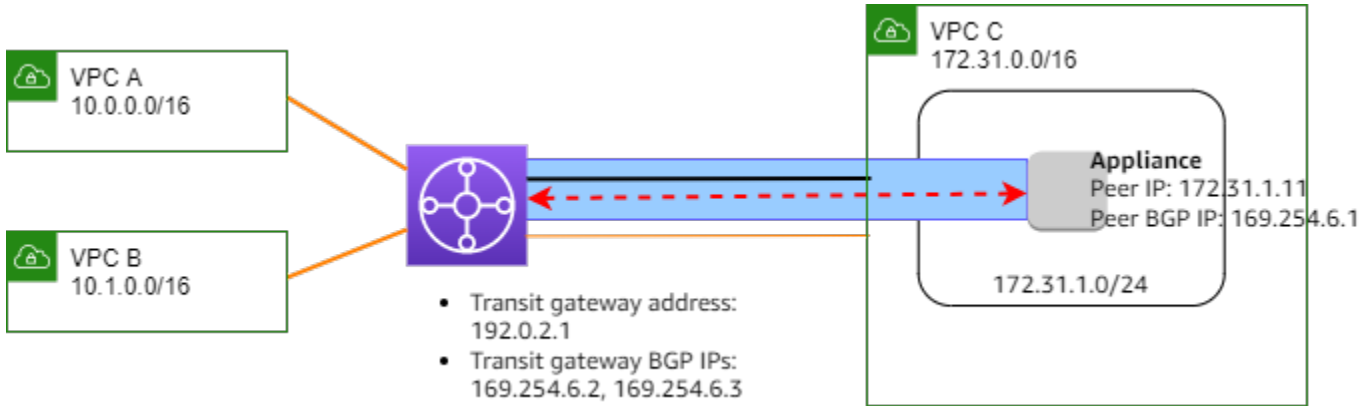 VPC A
10.0.0.0/16
VPC B
10.1.0.0/16
• Transit gateway address:
192.0.2.1
• Transit gateway BGP IPs:
169.254.6.2, 169.254.6.3
VPC C
172.31.0.0/16
Appliance
Peer IP: 172.31.1.11
Peer BGP IP: 169.254.6.1
172.31.1.0/24